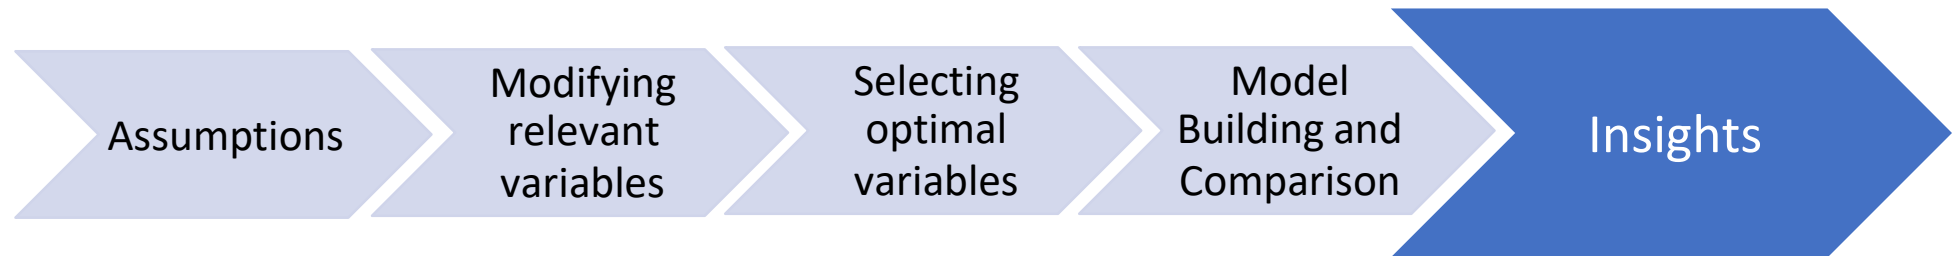 Assumptions
Modifying
relevant
variables
Selecting
optimal
variables
Model
Building and
Comparison
Insights